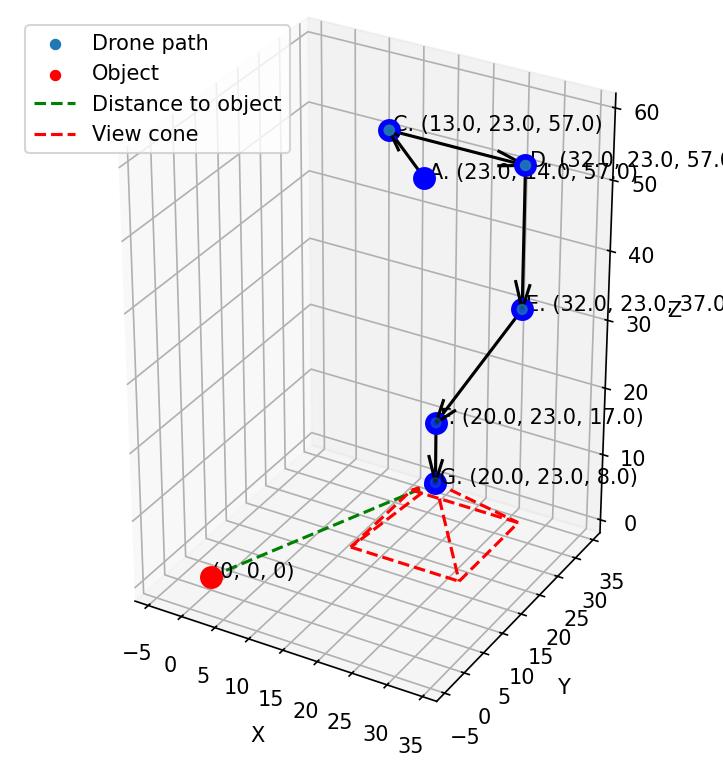 Drone path
Object
Distance to object
View cone
C. (13.0, 23.0, 57.0)
D. (32.0, 23.0, 57.0)
A. (23.0, 14.0, 57.0)
E. (32.0, 23.0, 37.0)
(20.0, 23.0, 17.0)
G. (20.0, 23.0, 8.0)
(0, 0, 0)
60
50
40
30
20
10
0
Z
−5
0
5
10
15
20
25
30
35
X
−5
0
5
10
15
20
25
30
35
Y